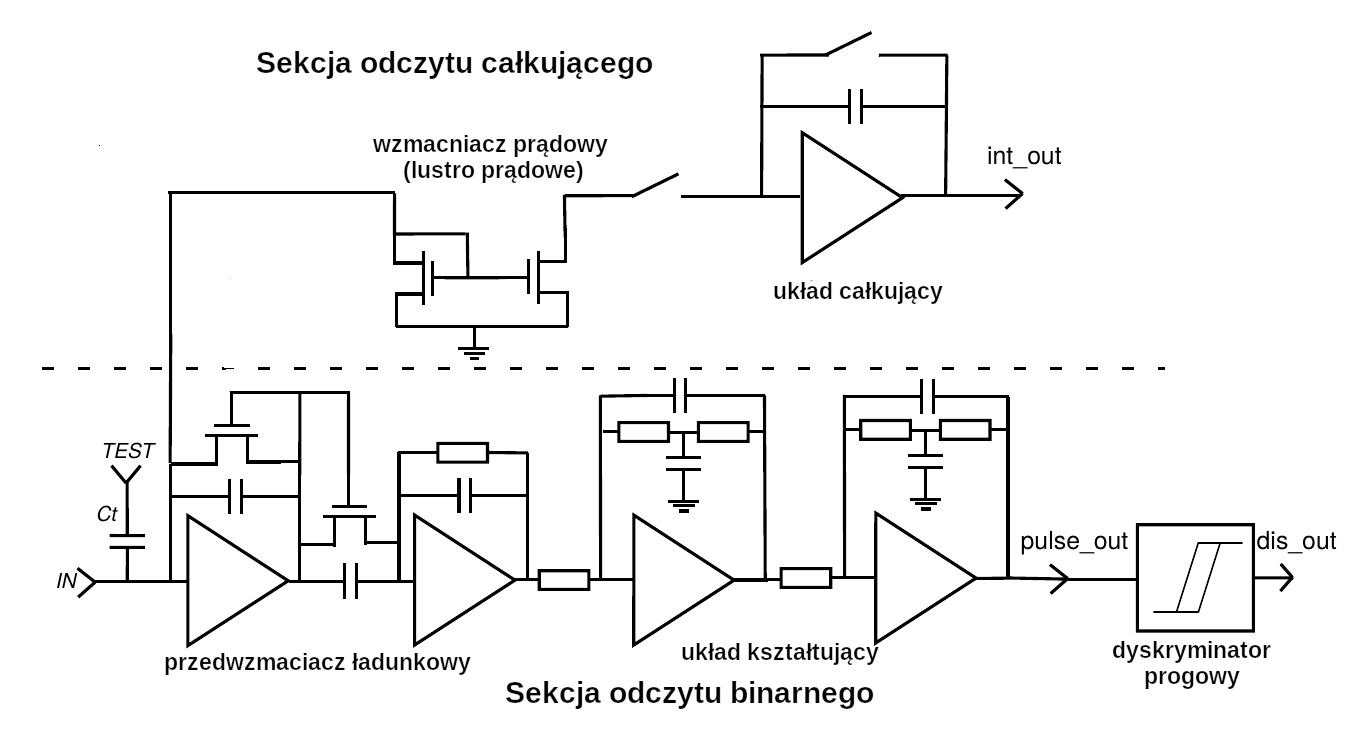 Sekcja odczytu całkującego
wzmacniacz prądowy
(lustro prądowe)
int_out
układ całkujący
TEST
Ct
IN
pulse_out
dis_out
przedwzmaciacz ładunkowy
układ kształtujący
dyskryminator
progowy
Sekcja odczytu binarnego